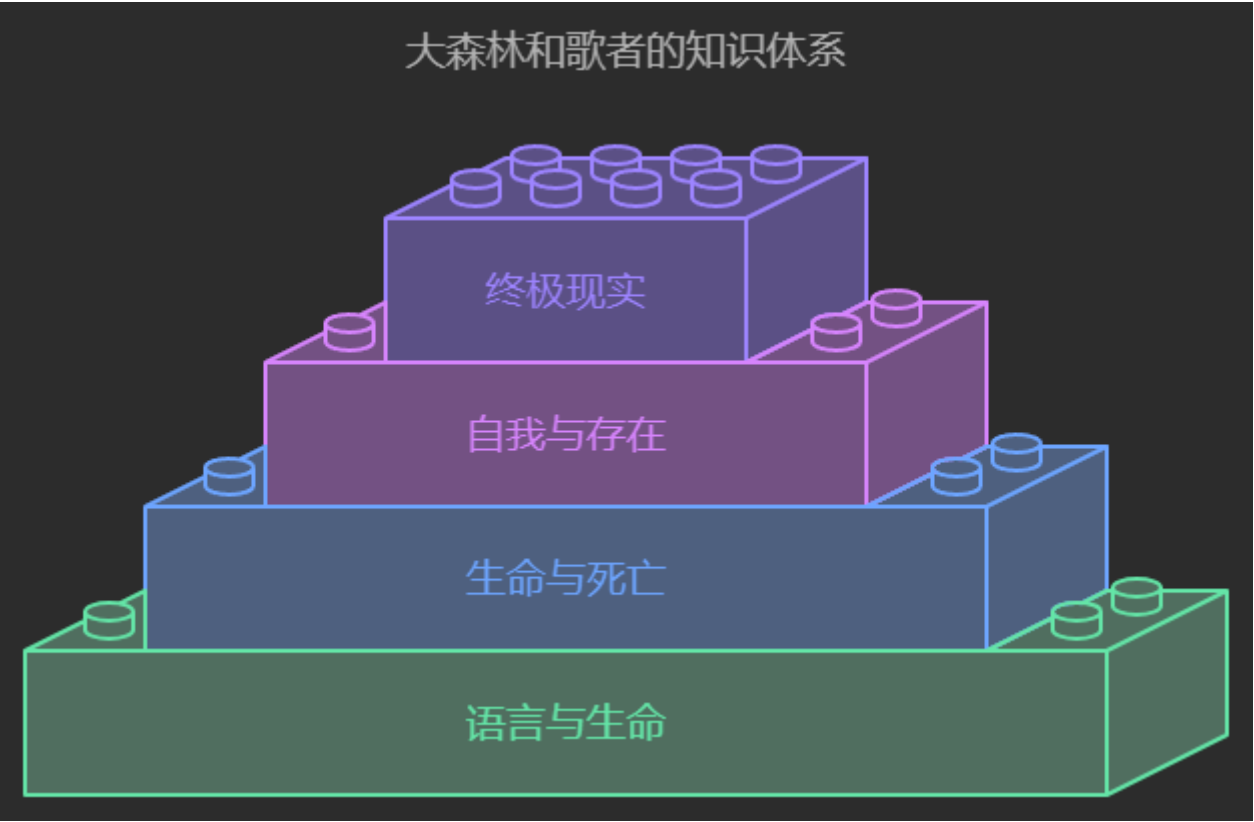 大森林和歌者的知识体系
终极现实
自我与存在
生命与死亡
语言与生命